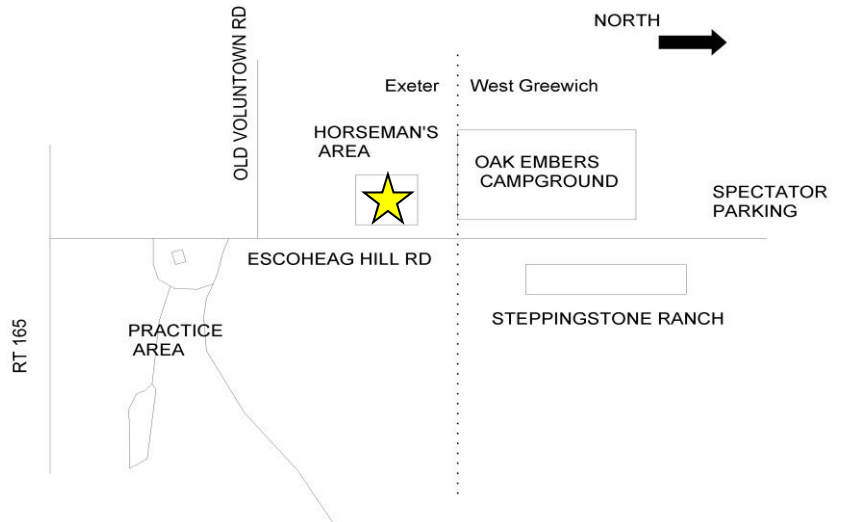 NORTH
OLD VOLUNTOWN RD
Exeter
West Greewich
HORSEMAN'S
AREA
OAK EMBERS
CAMPGROUND
SPECTATOR
PARKING
ESCOHEAG HILL RD
STEPPINGSTONE RANCH
PRACTICE
AREA
RT 165